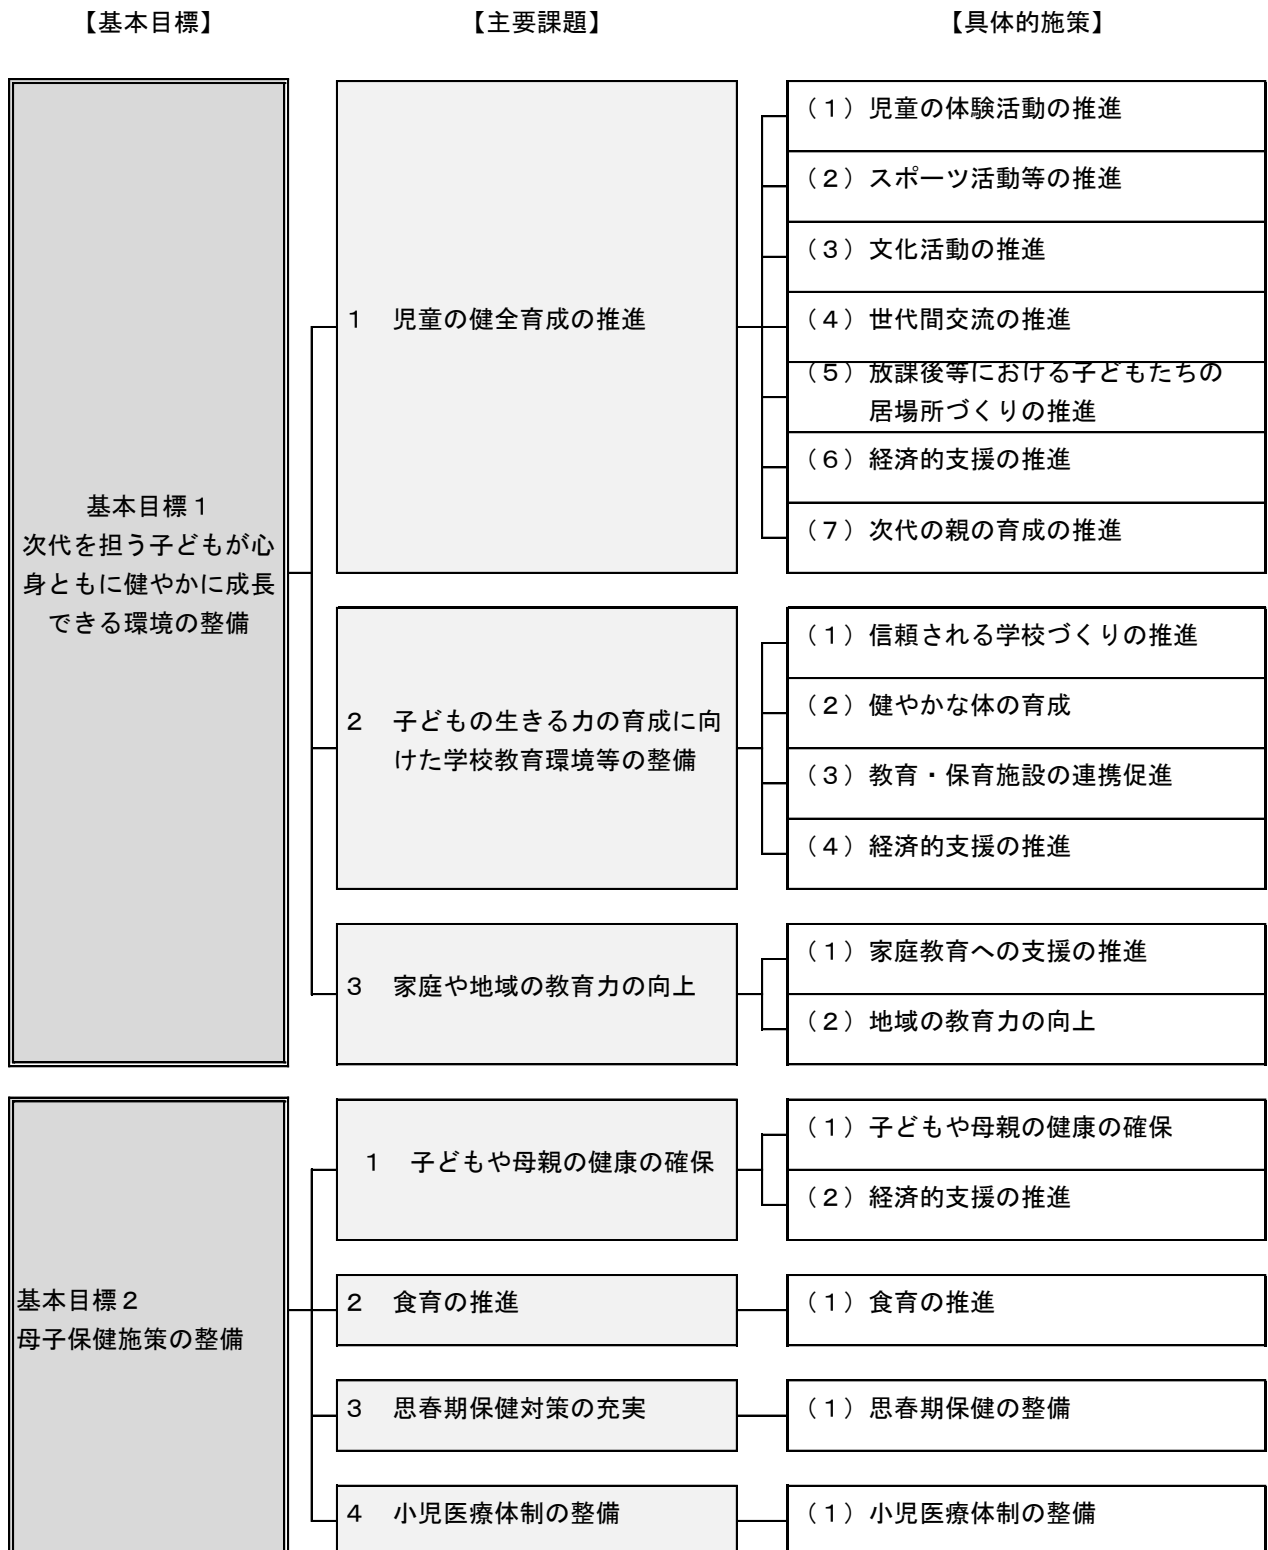 【基本目標】
【主要課題】
【具体的施策】
基本目標1
次代を担う子どもが心
身ともに健やかに成長
できる環境の整備
1 児童の健全育成の推進
(1)児童の体験活動の推進
(2)スポーツ活動等の推進
(3)文化活動の推進
(4)世代間交流の推進
(5)放課後等における子どもたちの
居場所づくりの推進
(6)経済的支援の推進
(7)次代の親の育成の推進
2 子どもの生きる力の育成に向
けた学校教育環境等の整備
(1)信頼される学校づくりの推進
(2)健やかな体の育成
(3)教育・保育施設の連携促進
(4)経済的支援の推進
3 家庭や地域の教育力の向上
(1)家庭教育への支援の推進
(2)地域の教育力の向上
基本目標2
母子保健施策の整備
1 子どもや母親の健康の確保
(1)子どもや母親の健康の確保
(2)経済的支援の推進
2 食育の推進
(1)食育の推進
3 思春期保健対策の充実
(1)思春期保健の整備
4 小児医療体制の整備
(1)小児医療体制の整備